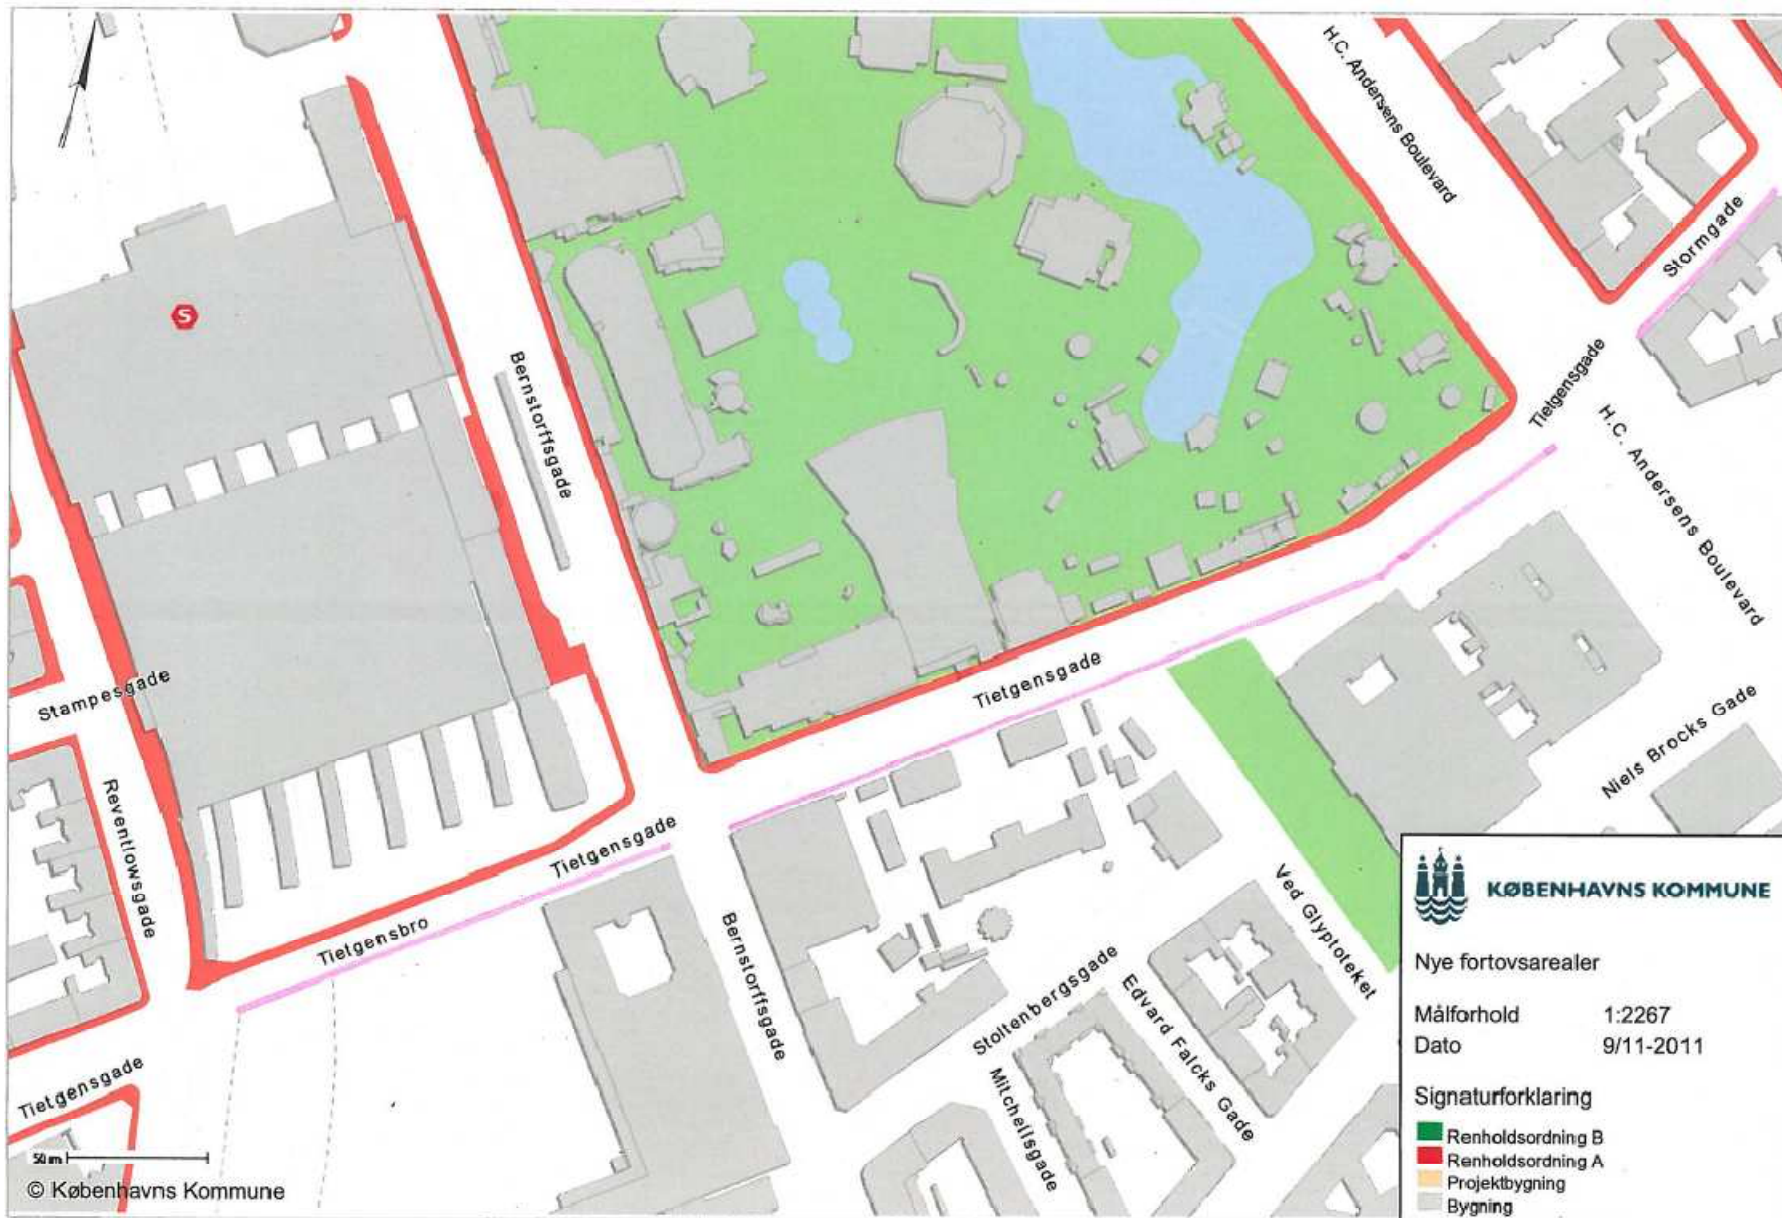 H.C. Andersens Boulevard
Stormgade
S
Bernstorffsgade
Tietgensgade
H.C. Andersens Boulevard
Stampesgade
Tietgensgade
Niels Brocks Gade
Reventlowsgade
Tietgensgade
Tietgensbro
Bernstorffsgade
Stoltenbergsgade
Edvard Falcks Gade
Mitchellsgade
Ved Glyptoteket
Tietgensgade
50 m
© Københavns Kommune
KØBENHAVNS KOMMUNE
Nye fortovsarealer
Målforhold 1:2267
Dato 9/11-2011
Signaturforklaring
Renholdsordning B
Renholdsordning A
Projektbygning
Bygning